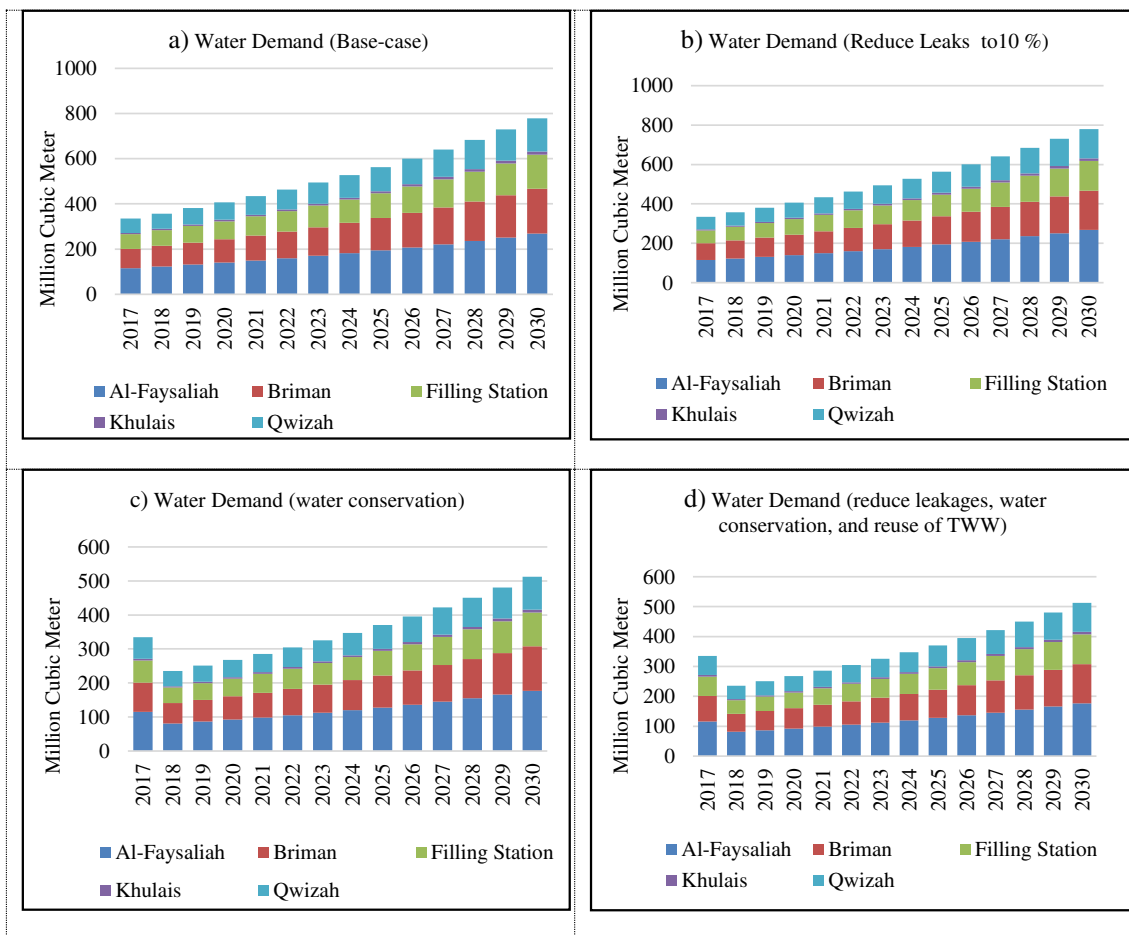 a) Water Demand (Base-case)
1000
800
600
400
200
0
Million Cubic Meter
2017 2018 2019 2020 2021 2022 2023 2024 2025 2026 2027 2028 2029 2030
Al-Faysaliah Briman Filling Station
Khulais Qwizah
b) Water Demand (Reduce Leaks to10 %)
1000
800
600
400
200
0
Million Cubic Meter
2017 2018 2019 2020 2021 2022 2023 2024 2025 2026 2027 2028 2029 2030
Al-Faysaliah Briman Filling Station
Khulais Qwizah
c) Water Demand (water conservation)
600
500
400
300
200
100
0
Million Cubic Meter
2017 2018 2019 2020 2021 2022 2023 2024 2025 2026 2027 2028 2029 2030
Al-Faysaliah Briman Filling Station
Khulais Qwizah
d) Water Demand (reduce leakages, water
conservation, and reuse of TWW)
600
500
400
300
200
100
0
Million Cubic Meter
2017 2018 2019 2020 2021 2022 2023 2024 2025 2026 2027 2028 2029 2030
Al-Faysaliah Briman Filling Station
Khulais Qwizah